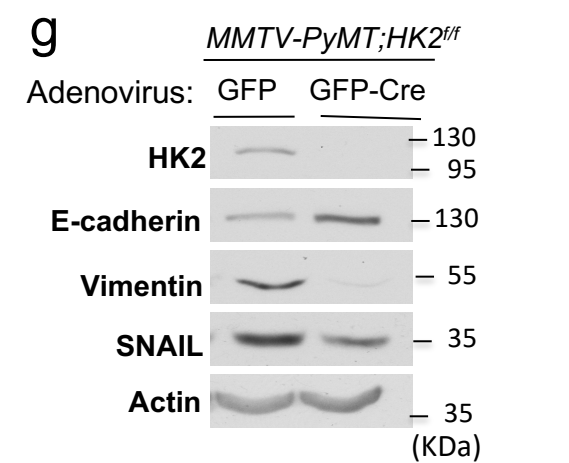 g
MMTV-PyMT;HK2f/f
Adenovirus: GFP GFP-Cre
HK2 130
95
E-cadherin 130
Vimentin 55
SNAIL 35
Actin 35
(KDa)